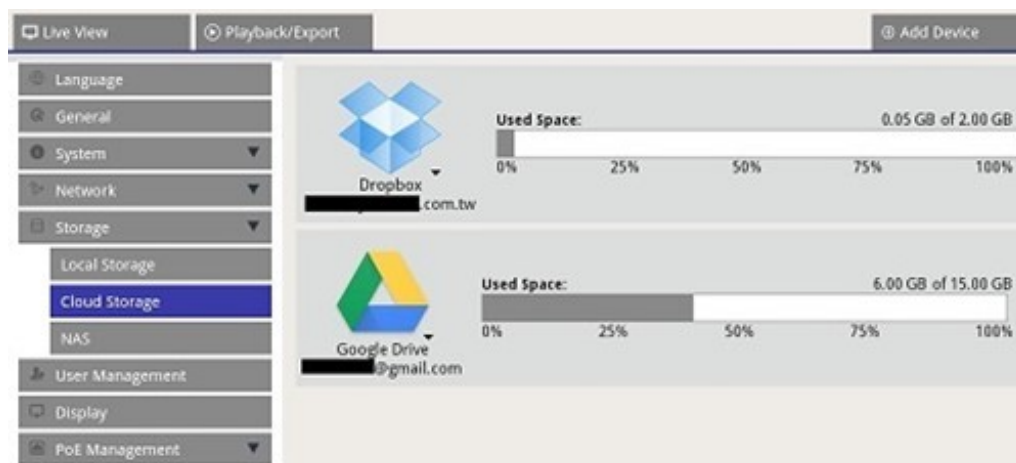 Live View
Playback/Export
Add Device
Language
General
System
Network
Storage
Local Storage
Cloud Storage
NAS
User Management
Display
PoE Management
Used Space:
0.05 GB of 2.00 GB
0% 25% 50% 75% 100%
Dropbox
.com.tw
Used Space:
6.00 GB of 15.00 GB
0% 25% 50% 75% 100%
Google Drive
@gmail.com